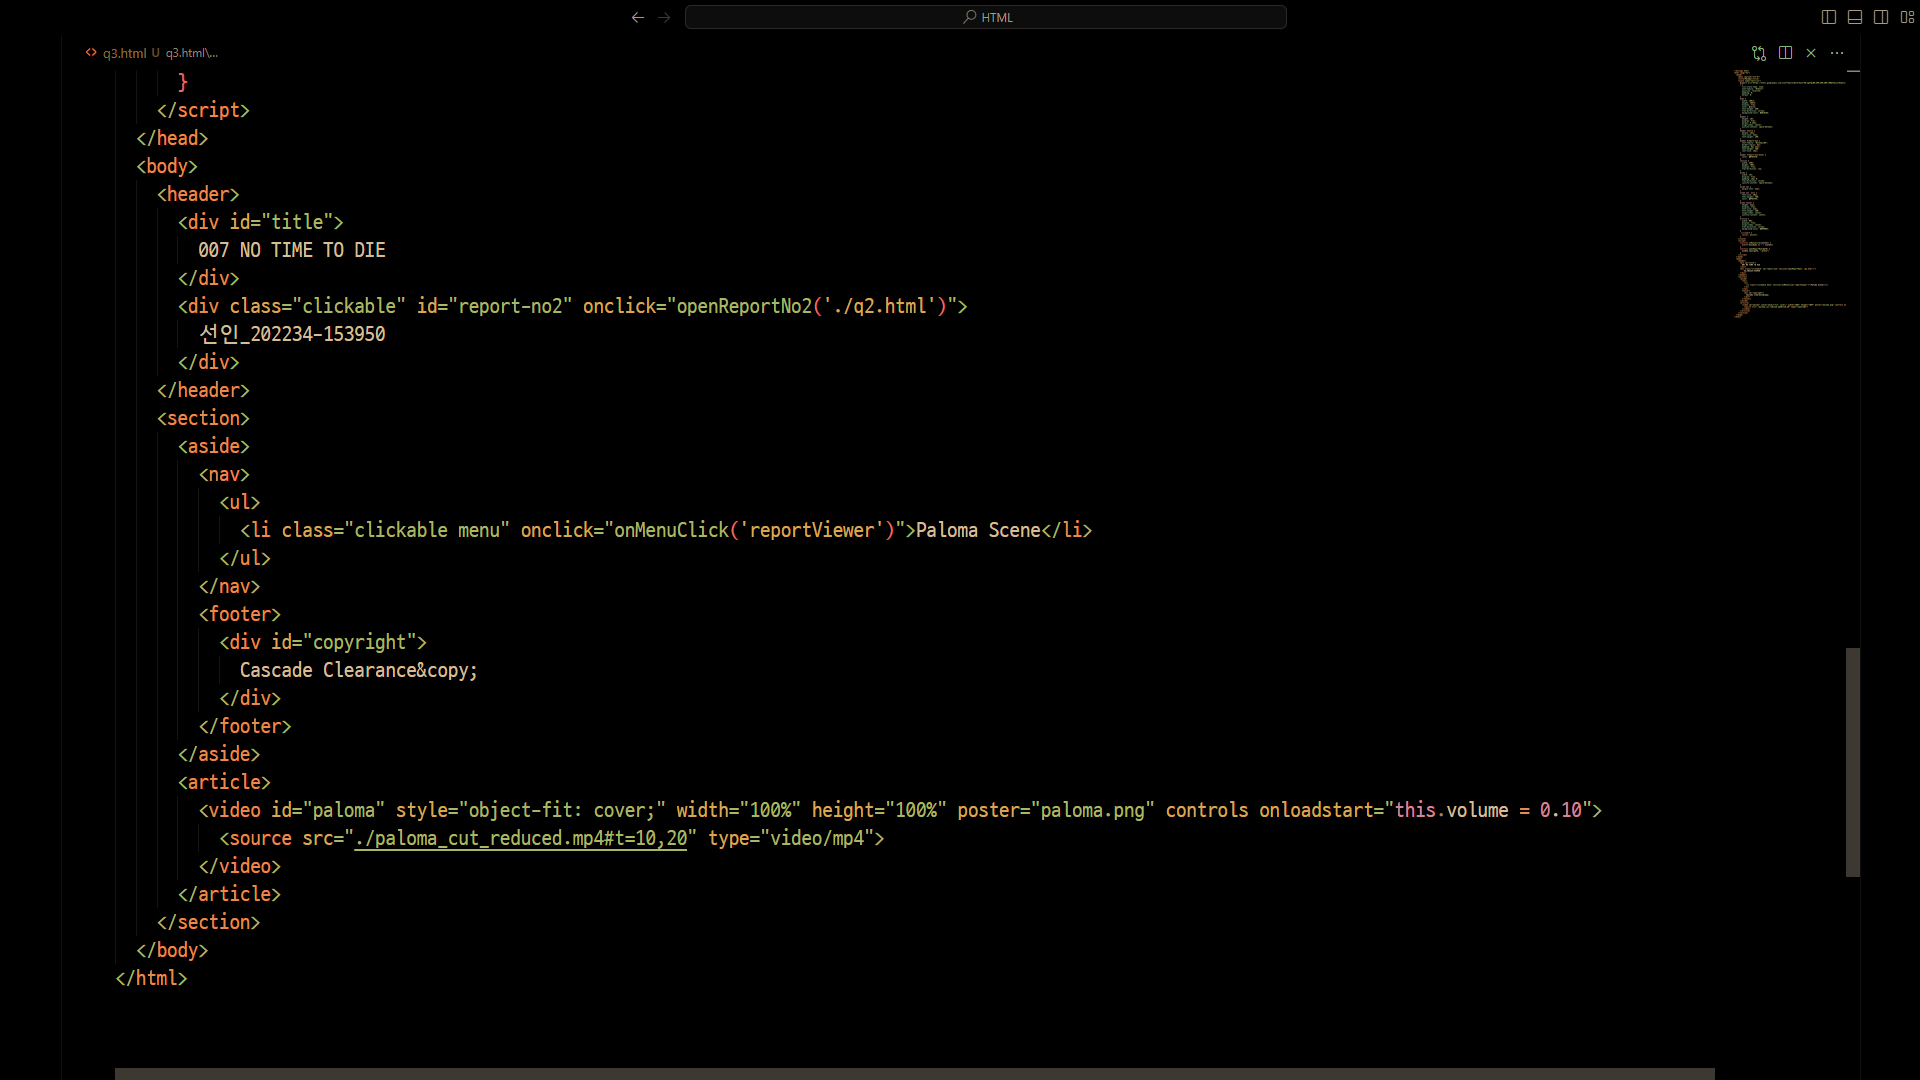 HTML
q3.html U q3.html\...
}
</script>
</head>
<body>
<header>
<div id="title">
007 NO TIME TO DIE
</div>
<div class="clickable" id="report-no2" onclick="openReportNo2('./q2.html')">
선인_202234-153950
</div>
</header>
<section>
<aside>
<nav>
<ul>
<li class="clickable menu" onclick="onMenuClick('reportViewer')">Paloma Scene</li>
</ul>
</nav>
<footer>
<div id="copyright">
Cascade Clearance&copy;
</div>
</footer>
</aside>
<article>
<video id="paloma" style="object-fit: cover;" width="100%" height="100%" poster="paloma.png" controls onloadstart="this.volume = 0.10">
<source src="./paloma_cut_reduced.mp4#t=10,20" type="video/mp4">
</video>
</article>
</section>
</body>
</html>